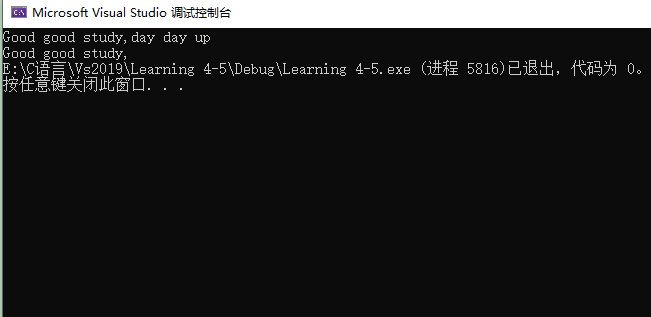 Microsoft Visual Studio 调试控制台
Good good study,day day up
Good good study,
E:\C语言\Vs2019\Learning 4-5\Debug\Learning 4-5.exe (进程 5816)已退出，代码为 0。
按任意键关闭此窗口. . .